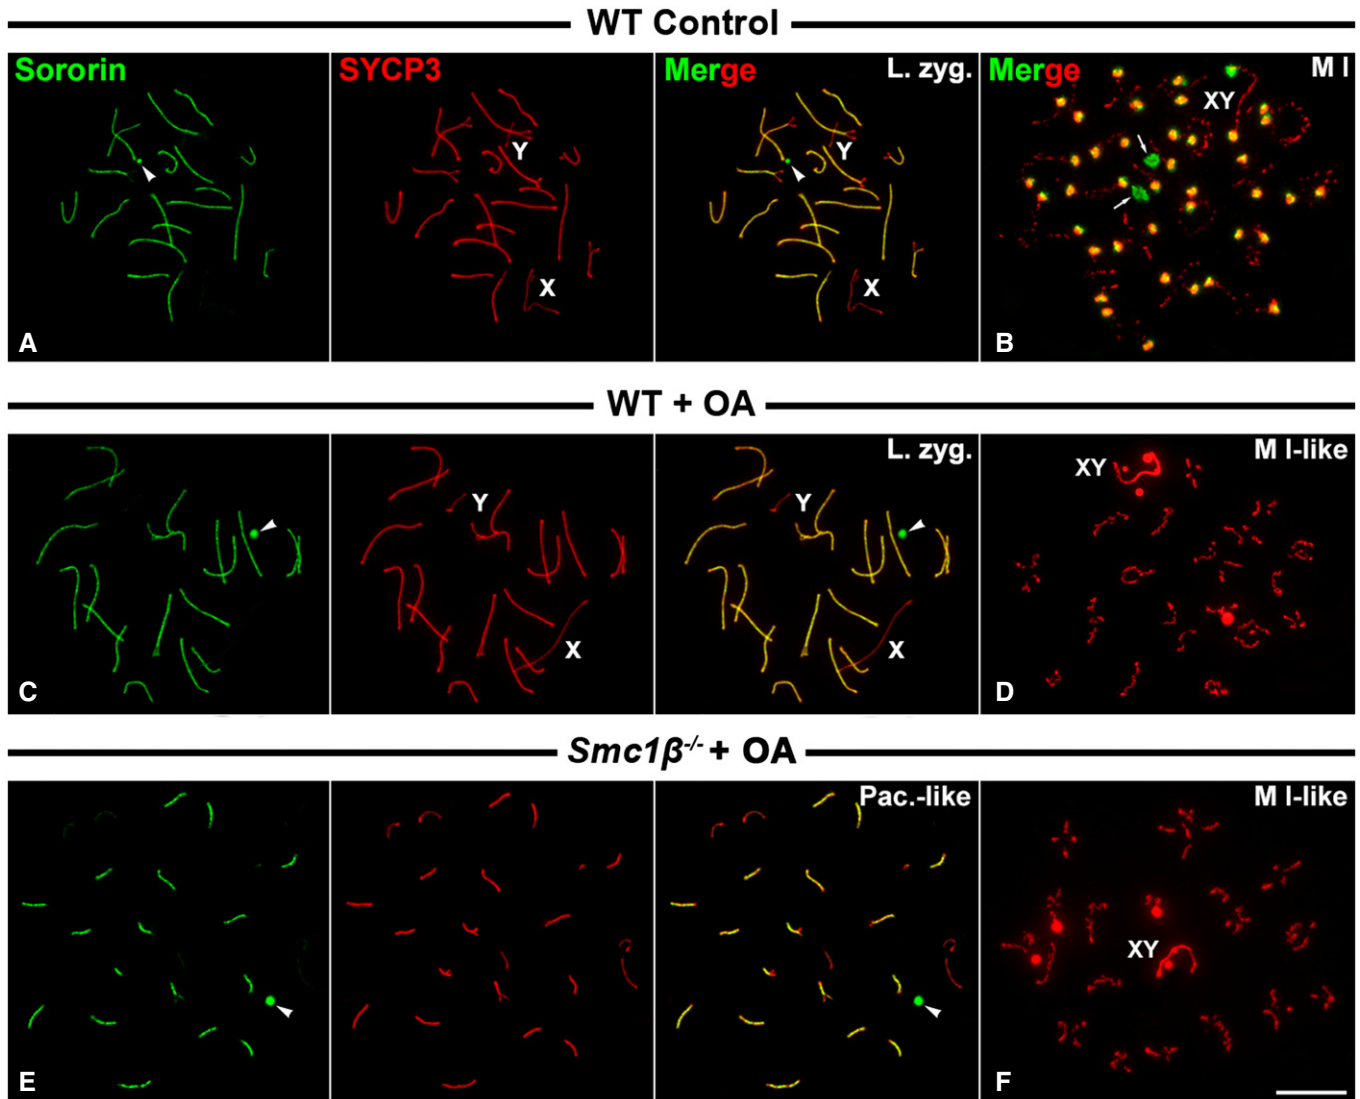 WT Control
Sororin SYCP3 Merge L. zyg. Merge M I
Y Y XY
X X
A B
WT + OA
L. zyg. M I-like
Y Y XY
X X
C D
Smc1β-/- + OA
Pac.-like M I-like
XY
E F